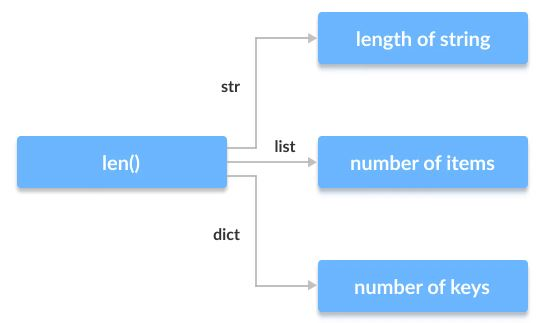 length of string
str
list
len()
number of items
dict
number of keys